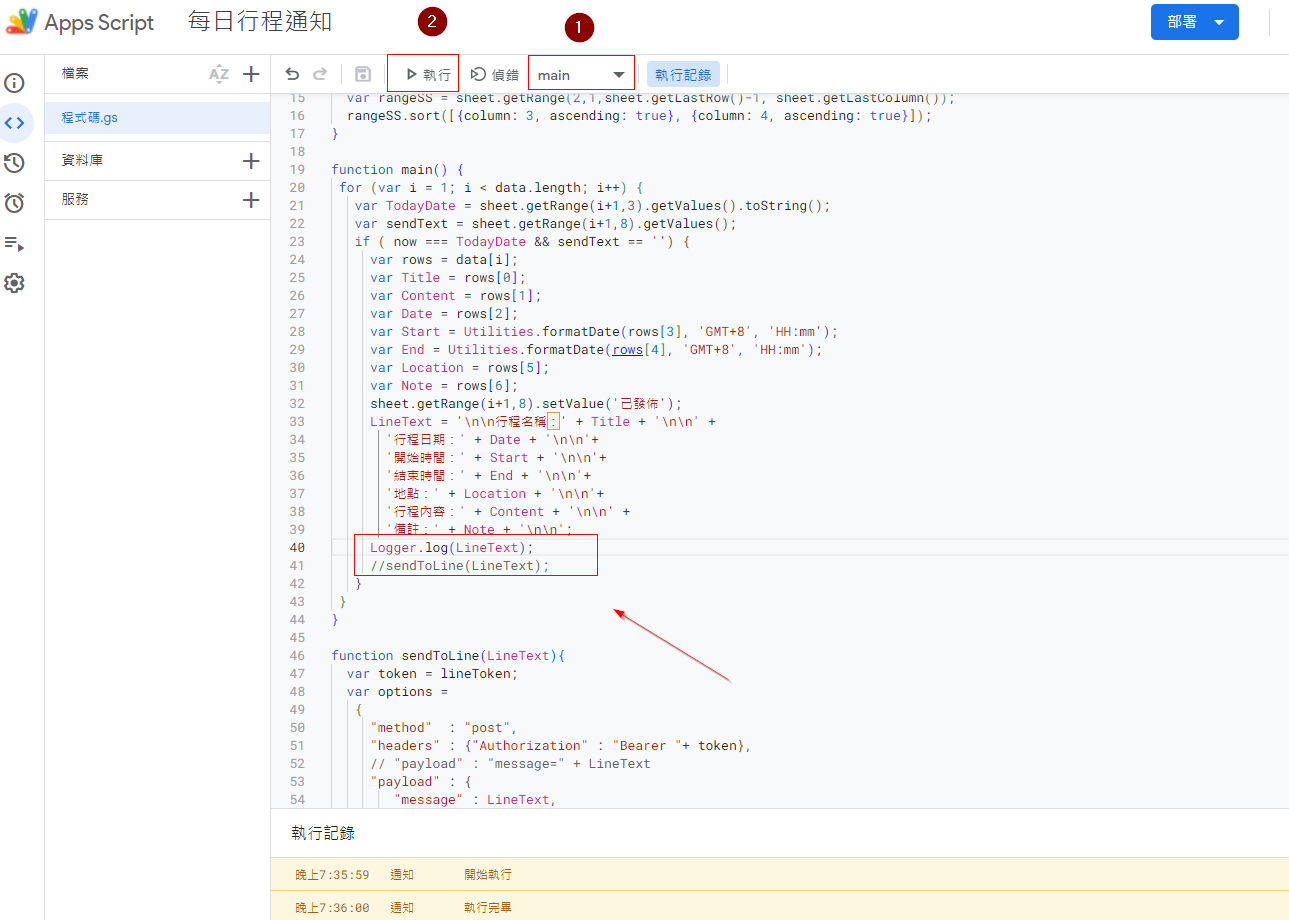 Apps Script 每日行程通知 2 1 部署
檔案 AZ
程式碼.gs
資料庫
服務
執行 偵錯 main 執行記錄
15 var rangeSS = sheet.getRange(2,1,sheet.getLastRow()-1, sheet.getLastColumn());
16 rangeSS.sort([{column: 3, ascending: true}, {column: 4, ascending: true}]);
17 }
18
19 function main() {
20 for (var i = 1; i < data.length; i++) {
21 var TodayDate = sheet.getRange(i+1,3).getValues().toString();
22 var sendText = sheet.getRange(i+1,8).getValues();
23 if ( now === TodayDate && sendText == '') {
24 var rows = data[i];
25 var Title = rows[0];
26 var Content = rows[1];
27 var Date = rows[2];
28 var Start = Utilities.formatDate(rows[3], 'GMT+8', 'HH:mm');
29 var End = Utilities.formatDate(rows[4], 'GMT+8', 'HH:mm');
30 var Location = rows[5];
31 var Note = rows[6];
32 sheet.getRange(i+1,8).setValue('已發佈');
33 LineText = '\n\n行程名稱：' + Title + '\n\n' +
34 '行程日期：' + Date + '\n\n'+
35 '開始時間：' + Start + '\n\n'+
36 '結束時間：' + End + '\n\n'+
37 '地點：' + Location + '\n\n'+
38 '行程內容：' + Content + '\n\n' +
39 '備註：' + Note + '\n\n';
40 Logger.log(LineText);
41 //sendToLine(LineText);
42 }
43 }
44 }
45
46 function sendToLine(LineText){
47 var token = lineToken;
48 var options =
49 {
50 "method"  : "post",
51 "headers" : {"Authorization" : "Bearer "+ token},
52 // "payload" : "message=" + LineText
53 "payload" : {
54 "message" : LineText,
執行記錄
晚上7:35:59 通知 開始執行
晚上7:36:00 通知 執行完畢